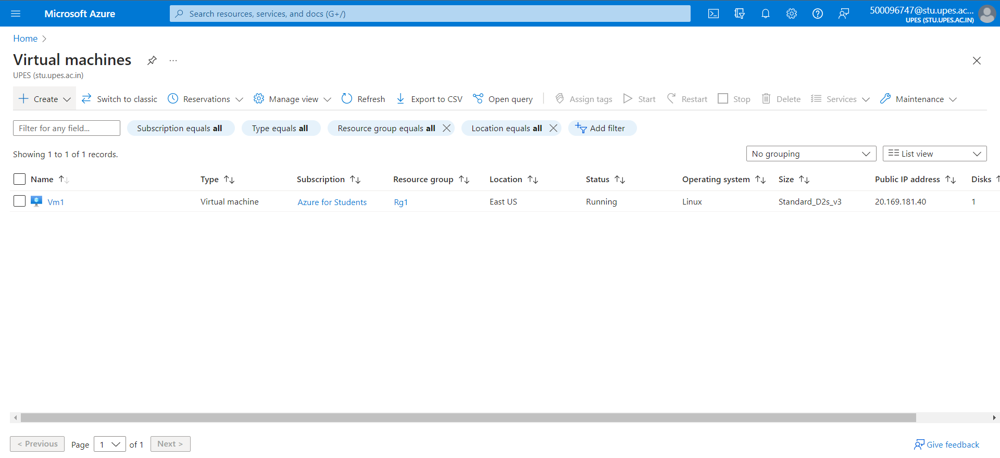 Microsoft Azure
Search resources, services, and docs (G+/)
500096747@stu.upes.ac...
UPES (STU.UPES.AC.IN)
Home
Virtual machines
...
UPES (stu.upes.ac.in)
Create Switch to classic Reservations Manage view Refresh Export to CSV Open query Assign tags Start Restart Stop Delete Services Maintenance
Filter for any field... Subscription equals all Type equals all Resource group equals all Location equals all Add filter
Showing 1 to 1 of 1 records. No grouping List view
Name Type Subscription Resource group Location Status Operating system Size Public IP address Disks
Vm1 Virtual machine Azure for Students Rg1 East US Running Linux Standard_D2s_v3 20.169.181.40 1
< Previous Page 1 of 1 Next > Give feedback